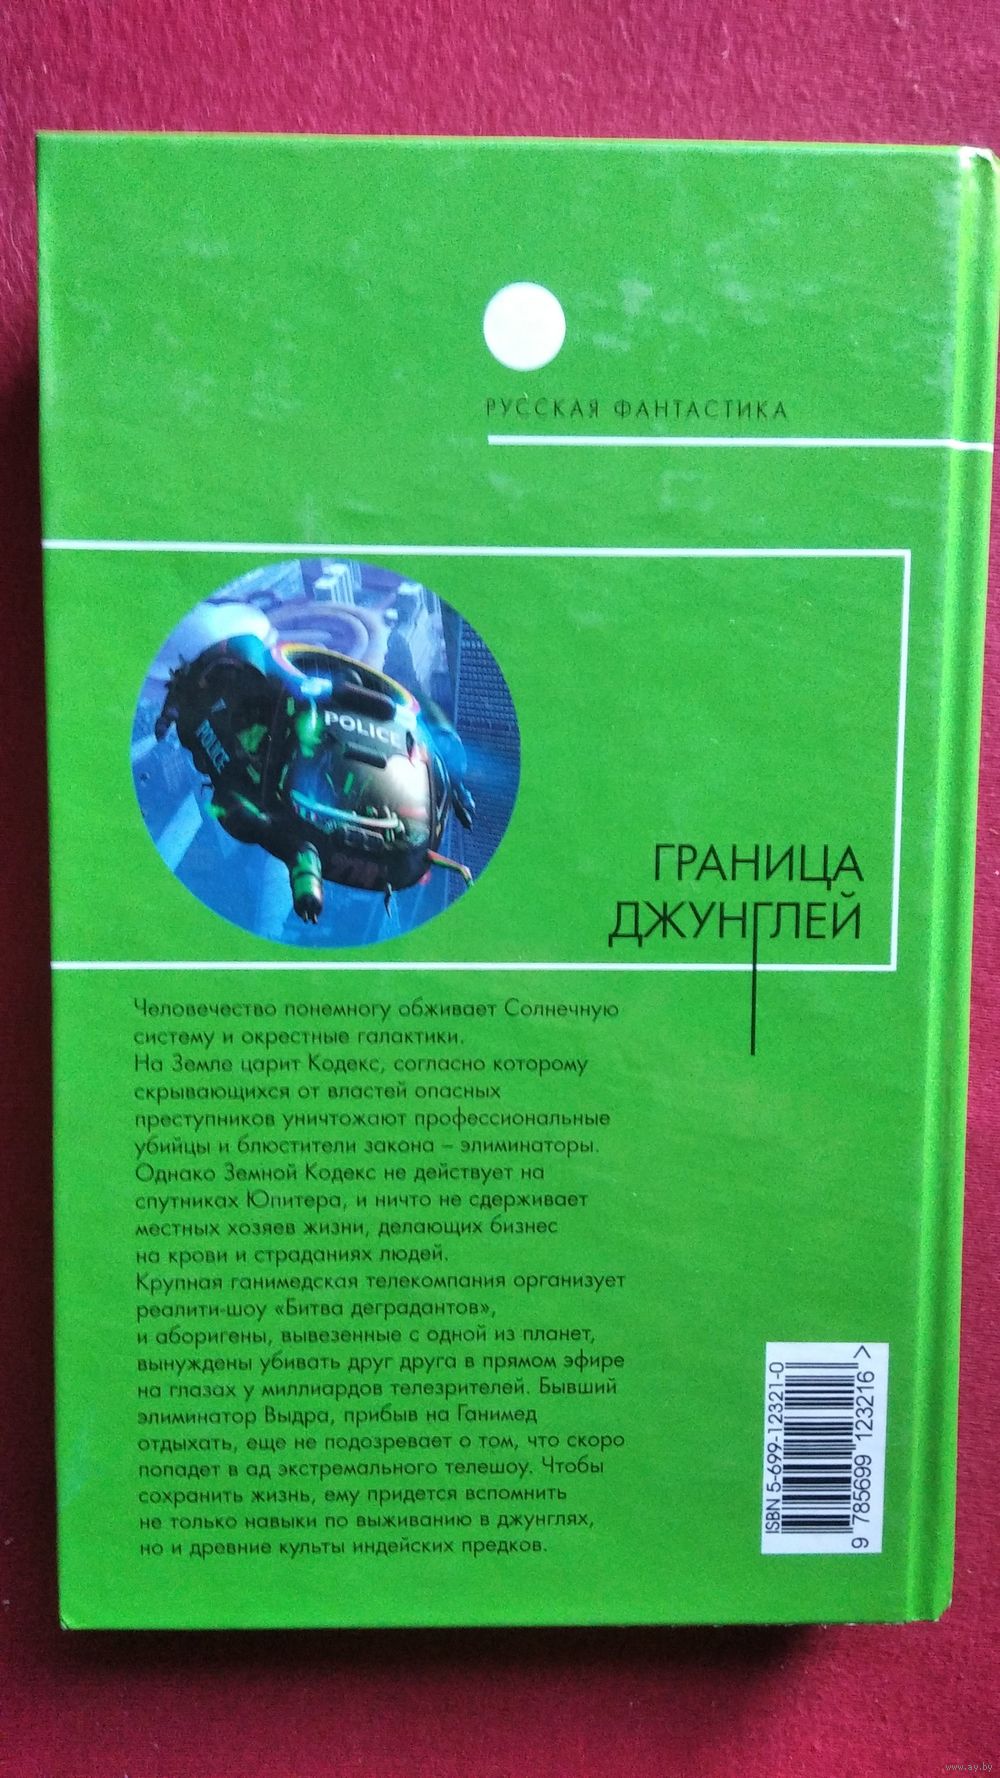 РУССКАЯ ФАНТАСТИКА
POLICE
POLICE
ГРАНИЦА
ДЖУНГЛЕЙ
Человечество понемногу обживает Солнечную
систему и окрестные галактики.
На Земле царит Кодекс, согласно которому
скрывающихся от властей опасных
преступников уничтожают профессиональные
убийцы и блюстители закона – элиминаторы.
Однако Земной Кодекс не действует на
спутниках Юпитера, и ничто не сдерживает
местных хозяев жизни, делающих бизнес
на крови и страданиях людей.
Крупная ганимедская телекомпания организует
реалити-шоу «Битва деградантов»,
и аборигены, вывезенные с одной из планет,
вынуждены убивать друг друга в прямом эфире
на глазах у миллиардов телезрителей. Бывший
элиминатор Выдра, прибыв на Ганимед
отдыхать, еще не подозревает о том, что скоро
попадет в ад экстремального телешоу. Чтобы
сохранить жизнь, ему придется вспомнить
не только навыки по выживанию в джунглях,
но и древние культы индейских предков.
ISBN 5-699-12321-0
9 785699 123216 >
www.ay.by